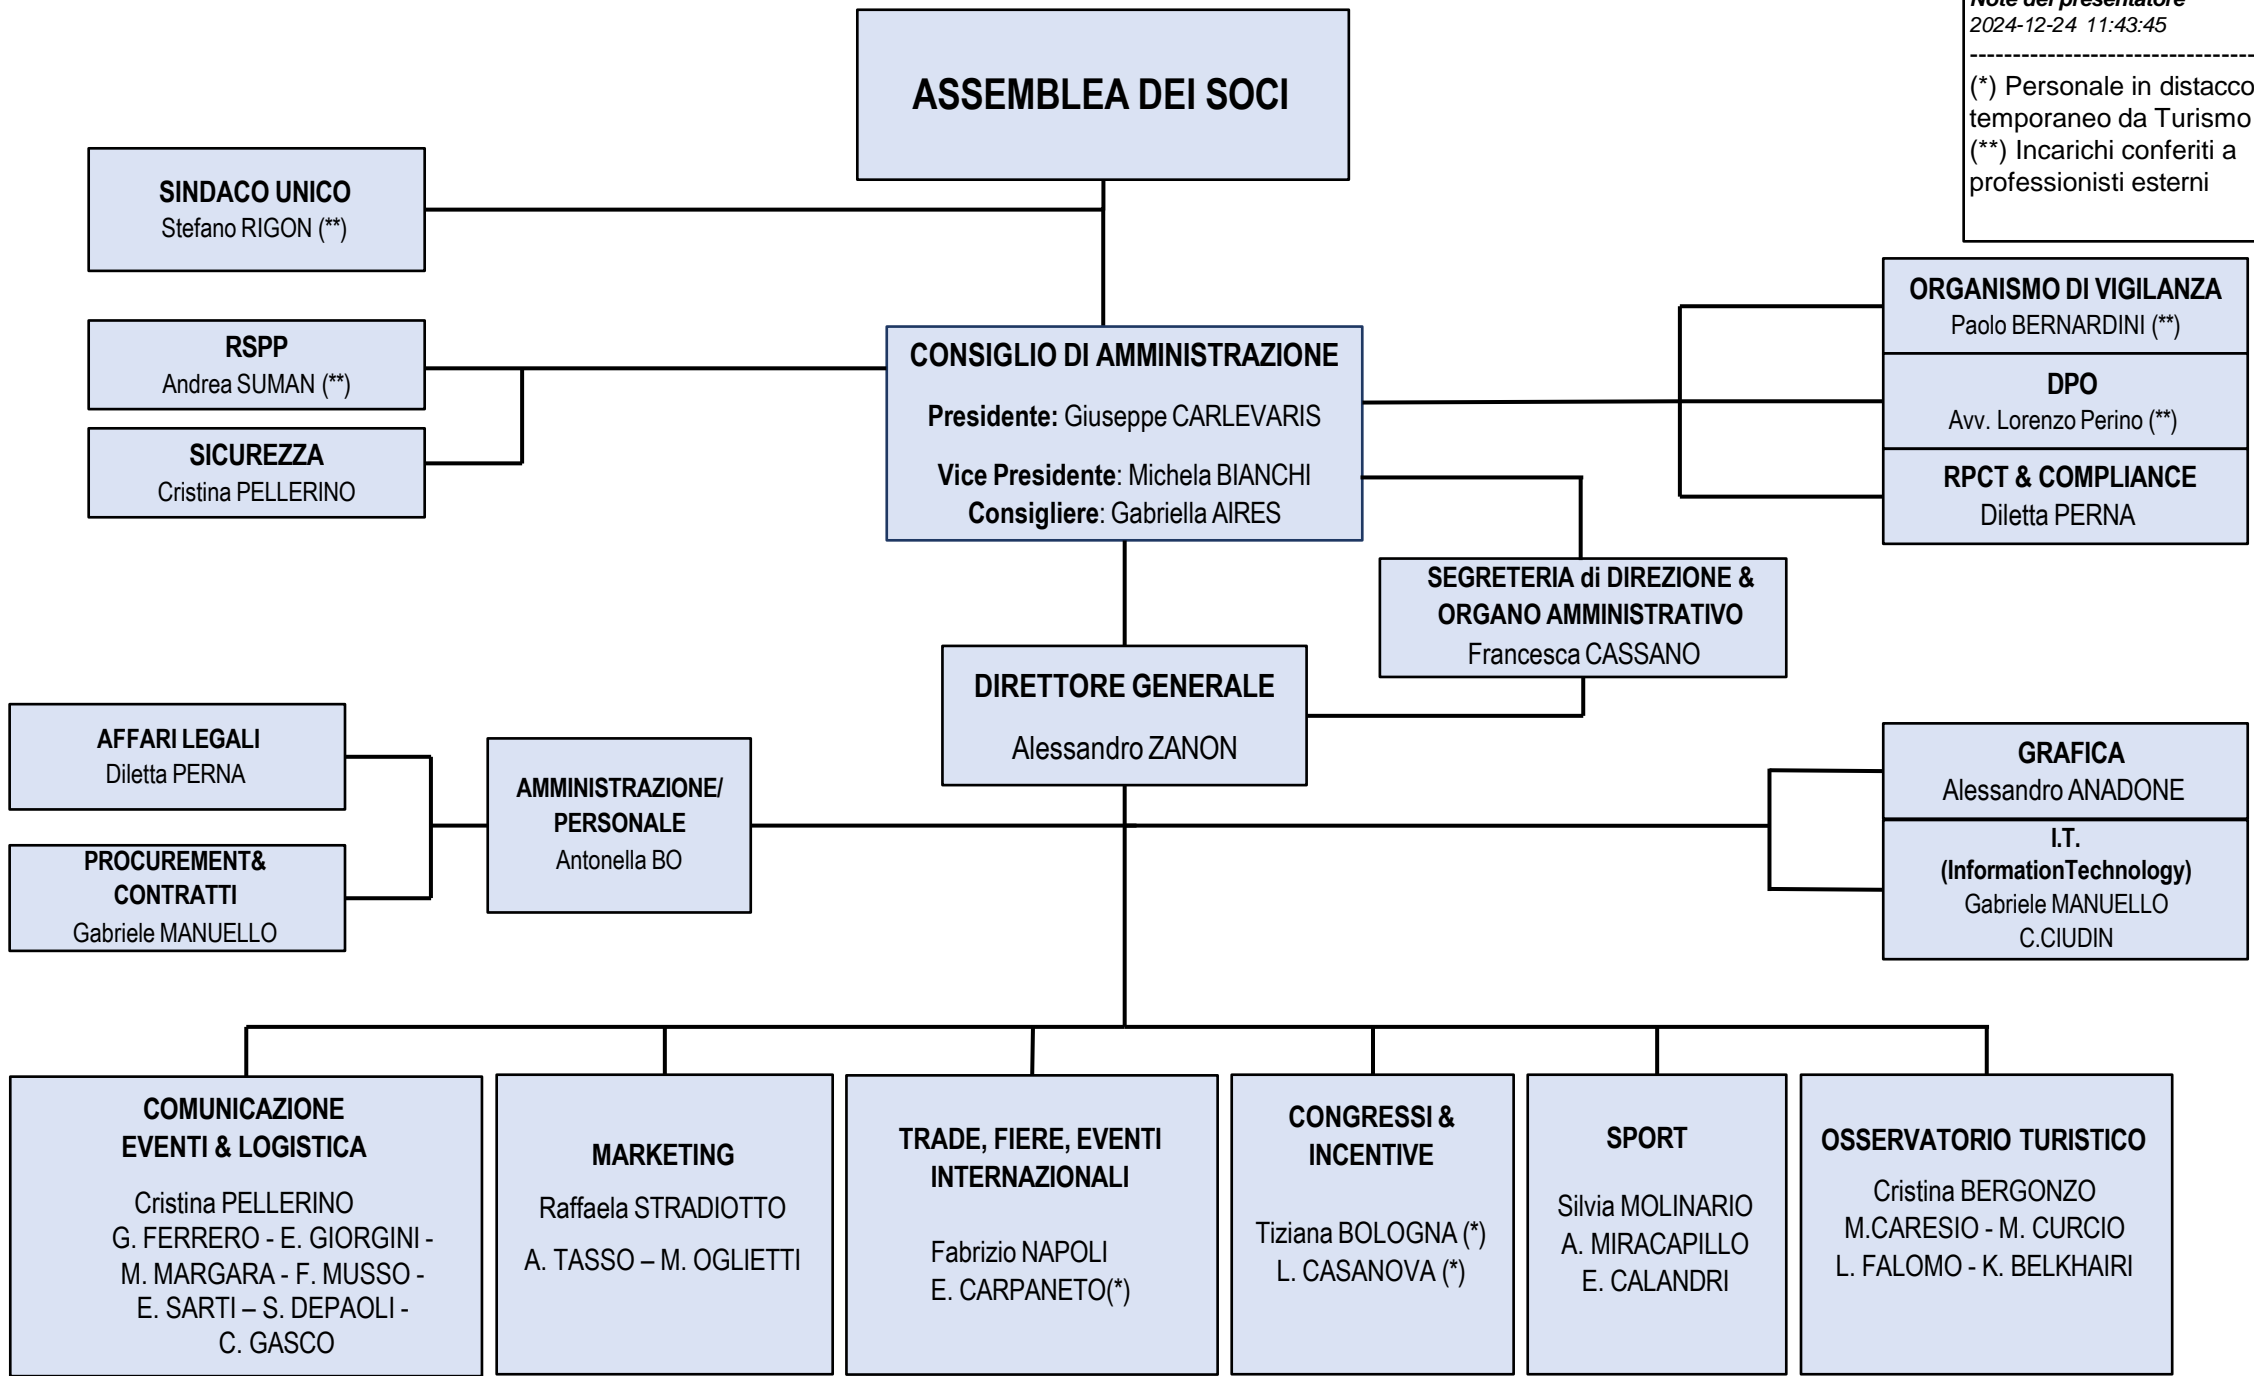 Note del presentatore
2024-12-24 11:43:45
---------------------------------
(*) Personale in distacco
temporaneo da Turismo
(**) Incarichi conferiti a
professionisti esterni
ASSEMBLEA DEI SOCI
SINDACO UNICO
Stefano RIGON (**)
RSPP
Andrea SUMAN (**)
SICUREZZA
Cristina PELLERINO
CONSIGLIO DI AMMINISTRAZIONE
Presidente: Giuseppe CARLEVARIS
Vice Presidente: Michela BIANCHI
Consigliere: Gabriella AIRES
ORGANISMO DI VIGILANZA
Paolo BERNARDINI (**)
DPO
Avv. Lorenzo Perino (**)
RPCT & COMPLIANCE
Diletta PERNA
SEGRETERIA di DIREZIONE &
ORGANO AMMINISTRATIVO
Francesca CASSANO
DIRETTORE GENERALE
Alessandro ZANON
AFFARI LEGALI
Diletta PERNA
PROCUREMENT&
CONTRATTI
Gabriele MANUELLO
AMMINISTRAZIONE/
PERSONALE
Antonella BO
GRAFICA
Alessandro ANADONE
I.T.
(InformationTechnology)
Gabriele MANUELLO
C.CIUDIN
COMUNICAZIONE
EVENTI & LOGISTICA
Cristina PELLERINO
G. FERRERO - E. GIORGINI -
M. MARGARA - F. MUSSO -
E. SARTI – S. DEPAOLI -
C. GASCO
MARKETING
Raffaela STRADIOTTO
A. TASSO – M. OGLIETTI
TRADE, FIERE, EVENTI
INTERNAZIONALI
Fabrizio NAPOLI
E. CARPANETO(*)
CONGRESSI &
INCENTIVE
Tiziana BOLOGNA (*)
L. CASANOVA (*)
SPORT
Silvia MOLINARIO
A. MIRACAPILLO
E. CALANDRI
OSSERVATORIO TURISTICO
Cristina BERGONZO
M.CARESIO - M. CURCIO
L. FALOMO - K. BELKHAIRI